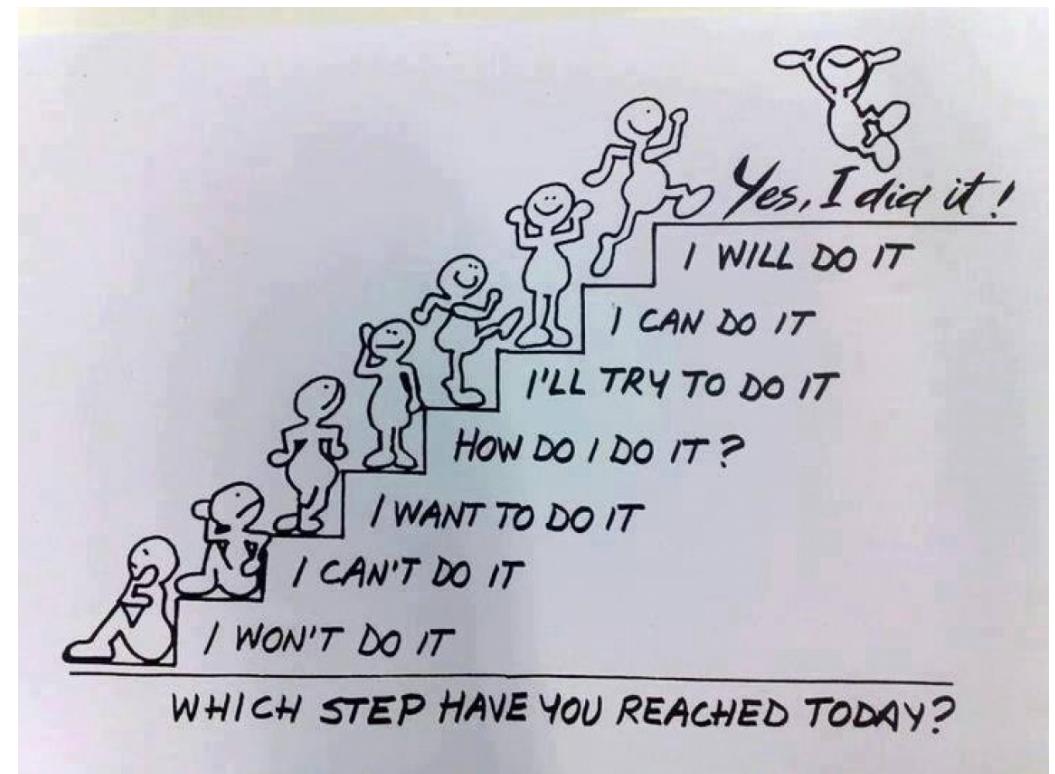 Yes, I did it!
I WILL DO IT
I CAN DO IT
I'LL TRY TO DO IT
HOW DO I DO IT?
I WANT TO DO IT
I CAN'T DO IT
I WON'T DO IT
WHICH STEP HAVE YOU REACHED TODAY?